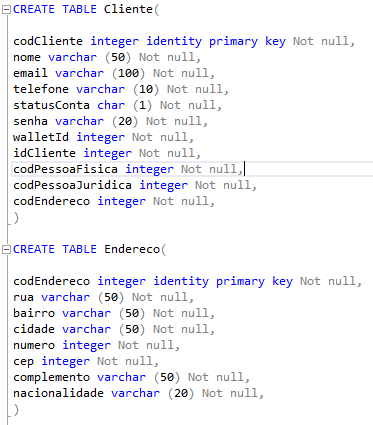 CREATE TABLE Cliente(
codCliente integer identity primary key Not null,
nome varchar (50) Not null,
email varchar (100) Not null,
telefone varchar (10) Not null,
statusConta char (1) Not null,
senha varchar (20) Not null,
walletId integer Not null,
idCliente integer Not null,
codPessoaFisica integer Not null,
codPessoaJuridica integer Not null,
codEndereco integer Not null,
)
CREATE TABLE Endereco(
codEndereco integer identity primary key Not null,
rua varchar (50) Not null,
bairro varchar (50) Not null,
cidade varchar (50) Not null,
numero integer Not null,
cep integer Not null,
complemento varchar (50) Not null,
nacionalidade varchar (20) Not null,
)